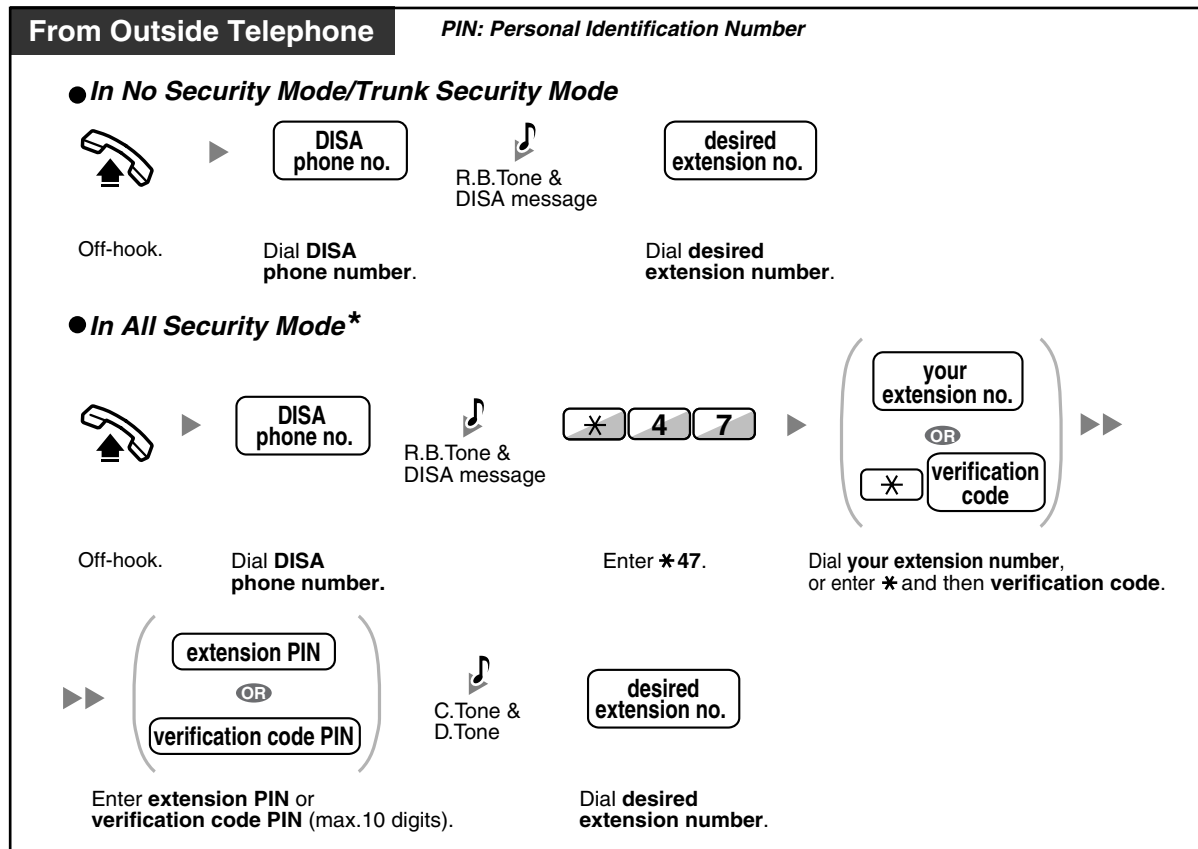 From Outside Telephone
PIN: Personal Identification Number
●In No Security Mode/Trunk Security Mode
DISA
phone no.
R.B.Tone &
DISA message
desired
extension no.
Off-hook.
Dial DISA
phone number.
Dial desired
extension number.
●In All Security Mode*
DISA
phone no.
R.B.Tone &
DISA message
* 4 7
your
extension no.
OR
* verification
code
Off-hook.
Dial DISA
phone number.
Enter *47.
Dial your extension number,
or enter * and then verification code.
extension PIN
OR
verification code PIN
C.Tone &
D.Tone
desired
extension no.
Enter extension PIN or
verification code PIN (max.10 digits).
Dial desired
extension number.